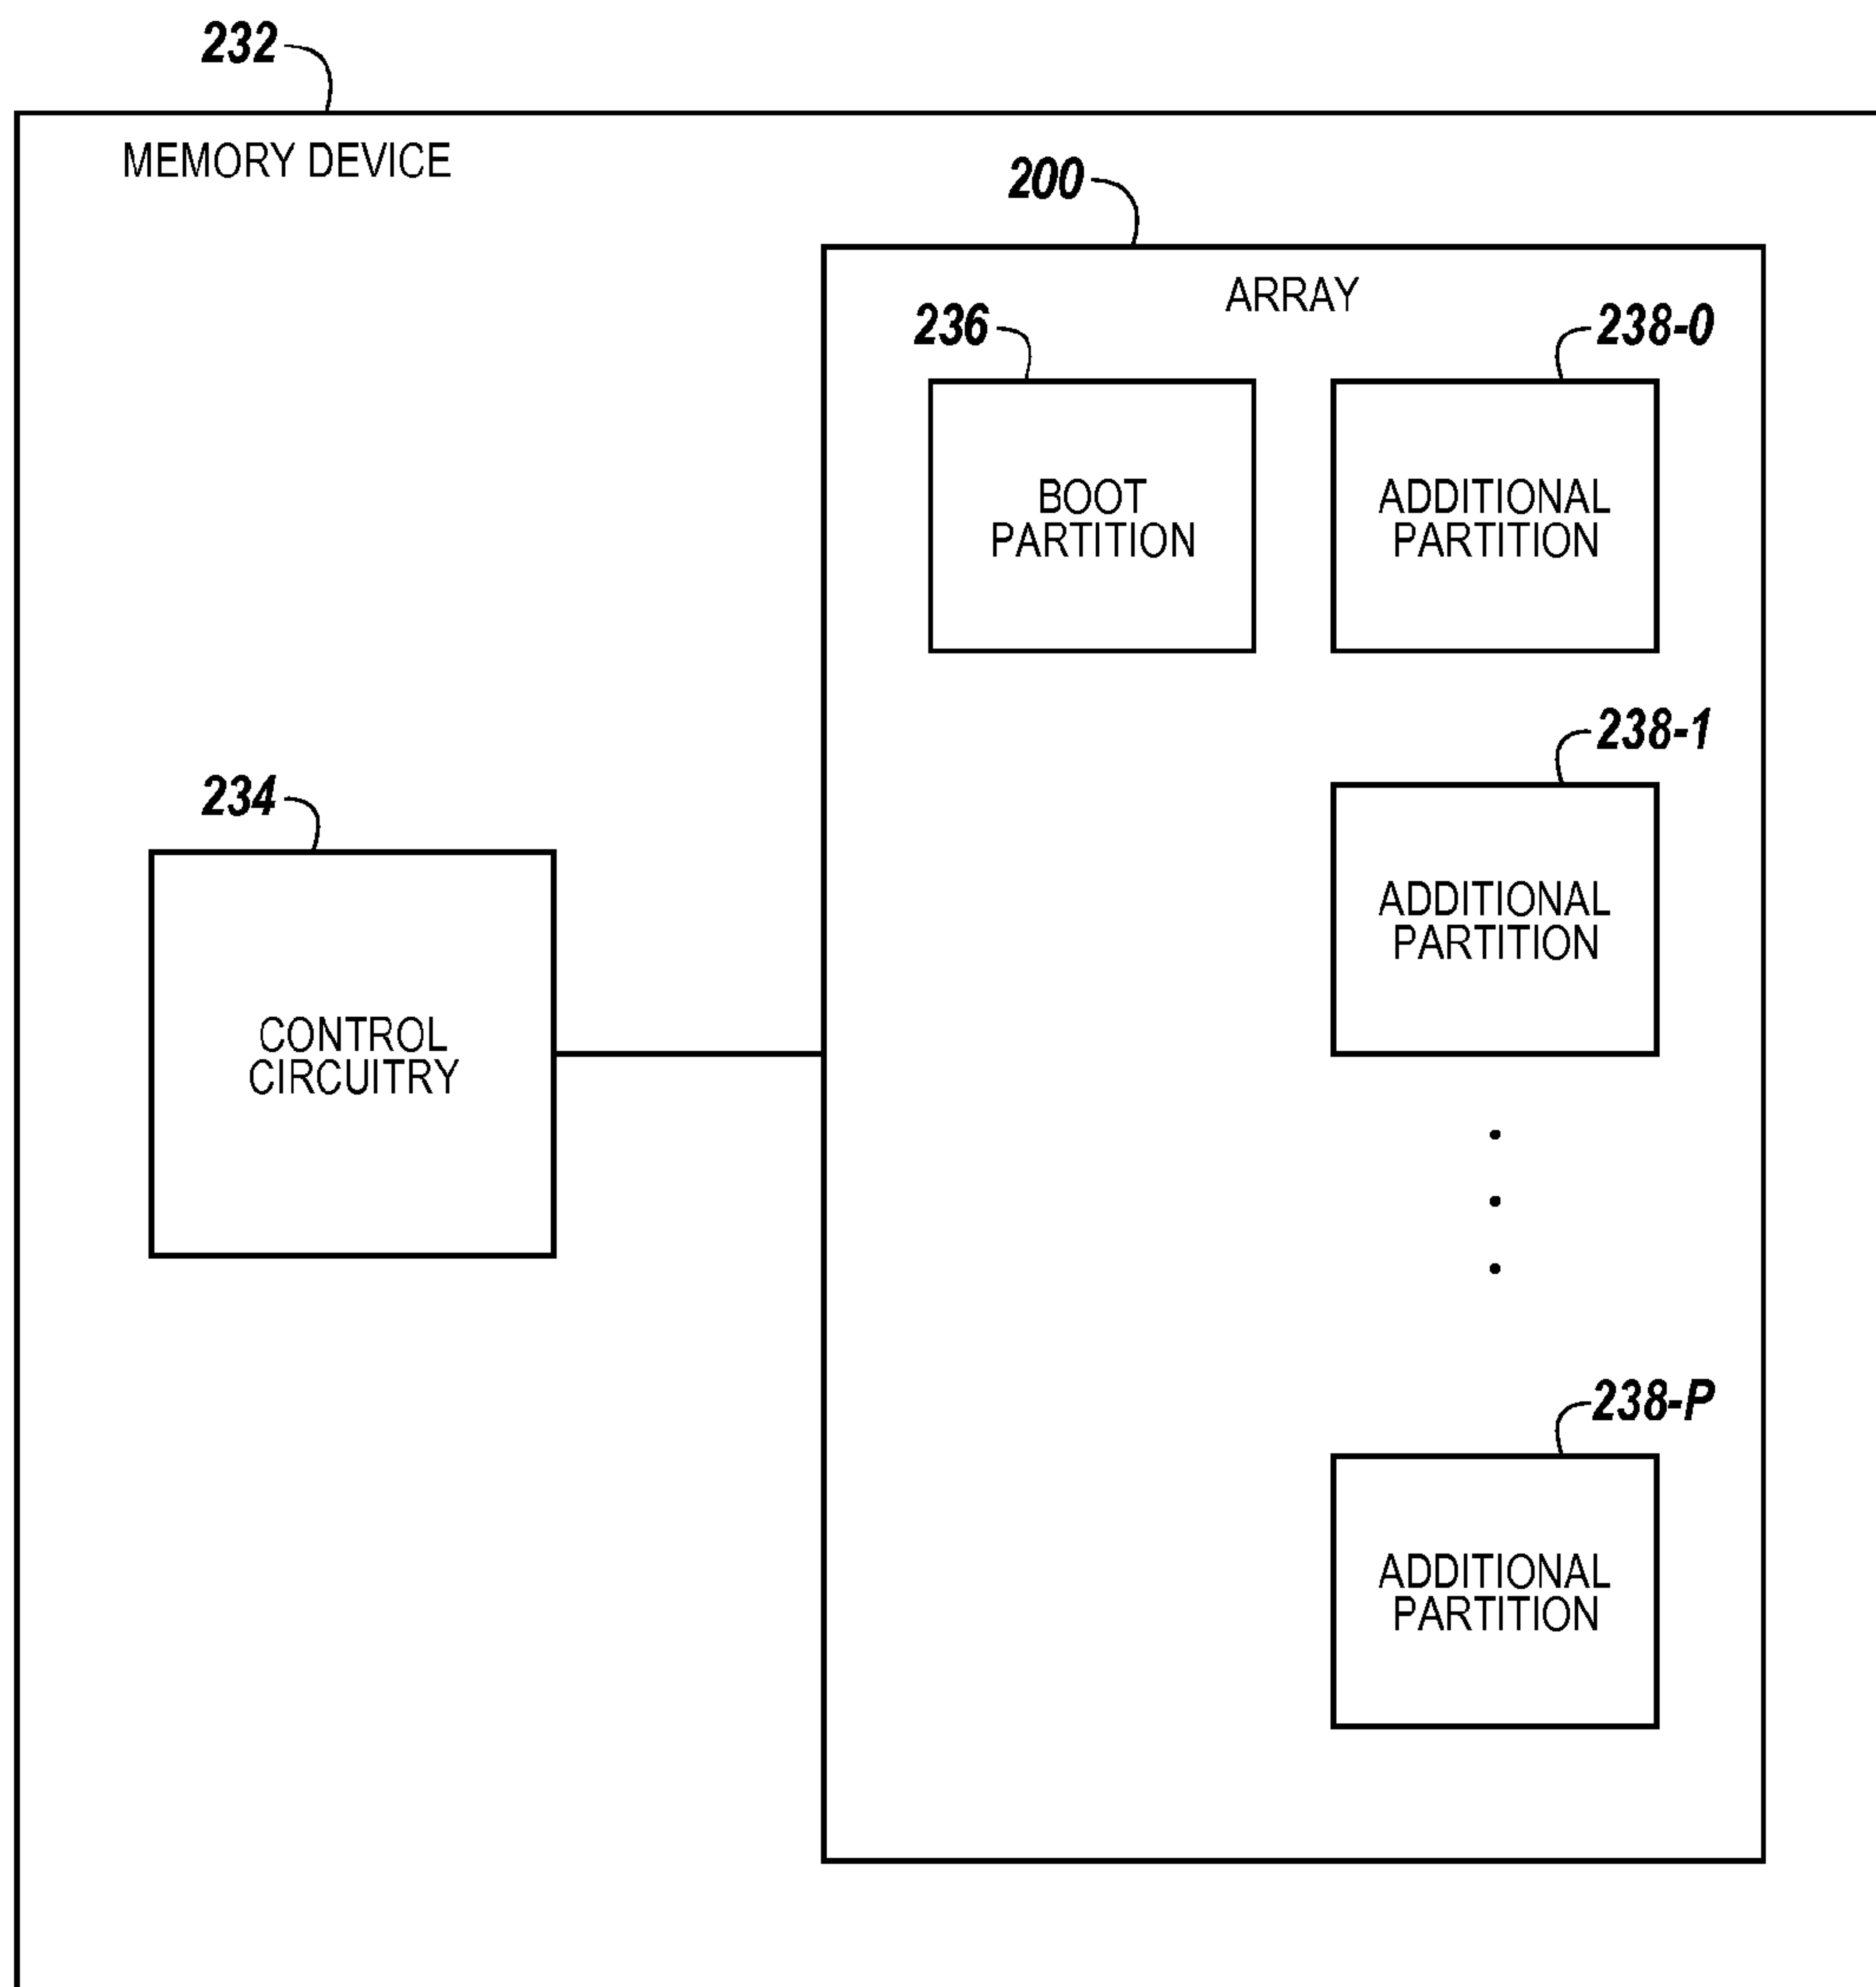 232
MEMORY DEVICE
200
ARRAY
236
238-0
BOOT
PARTITION
ADDITIONAL
PARTITION
238-1
234
ADDITIONAL
PARTITION
CONTROL
CIRCUITRY
238-P
ADDITIONAL
PARTITION